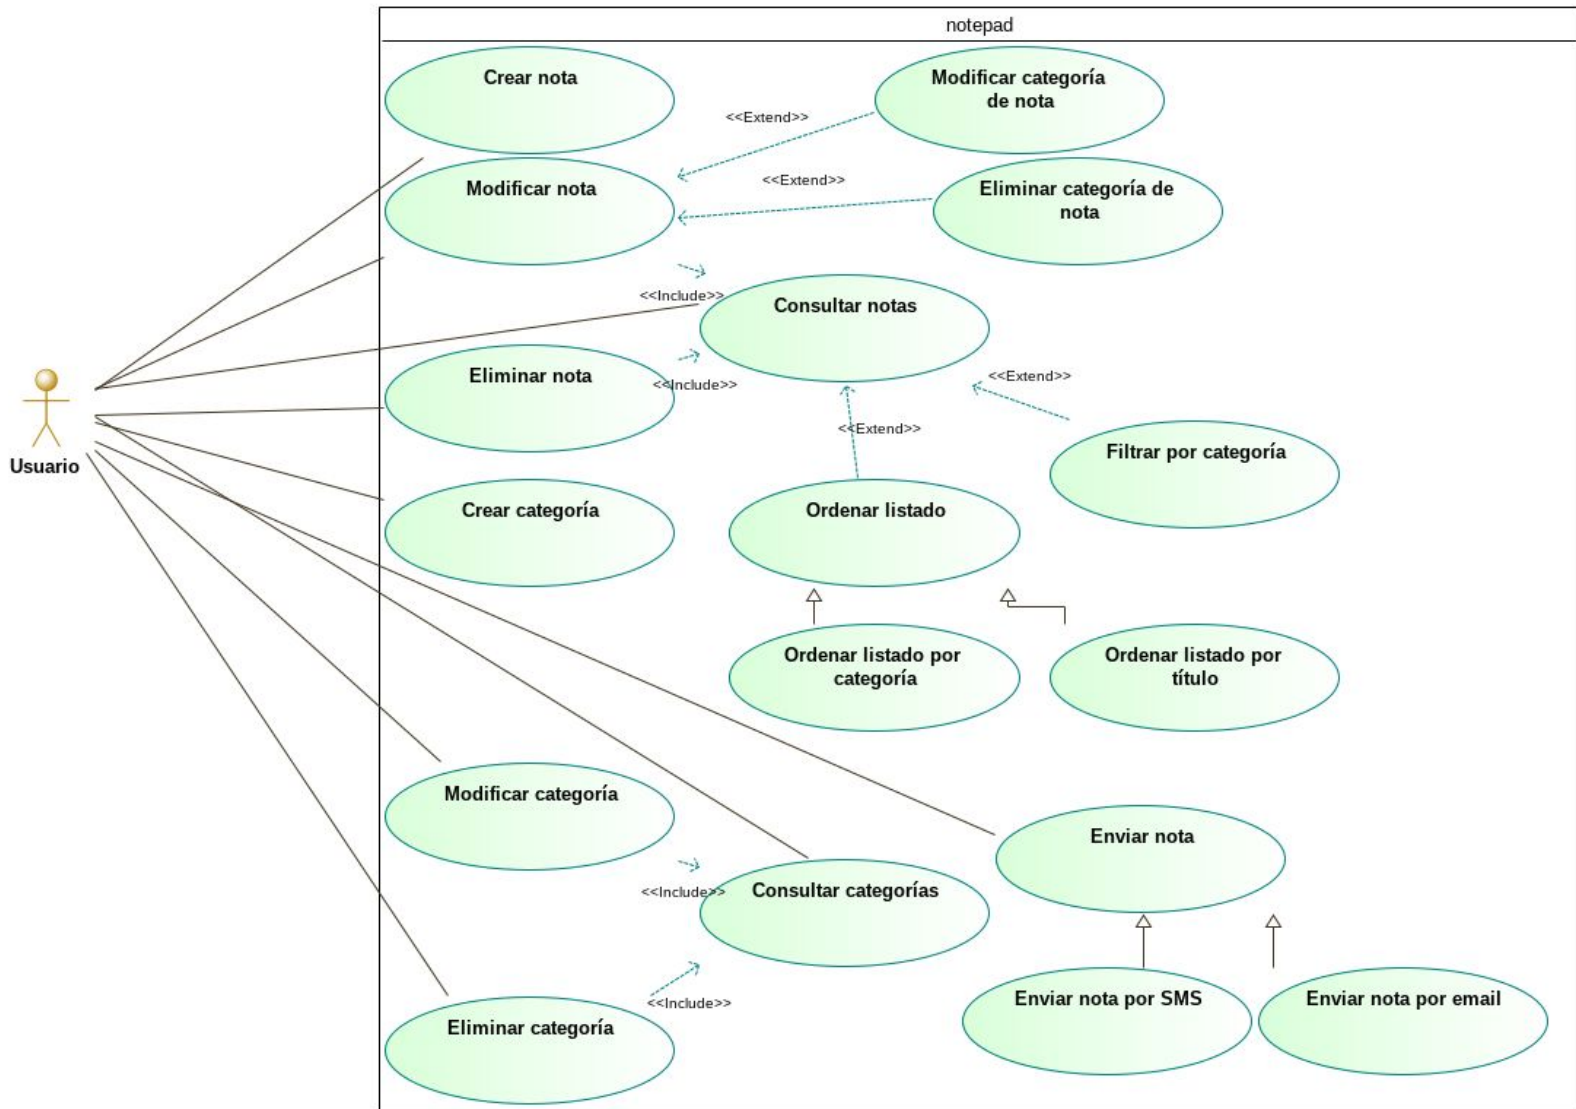 notepad
Crear nota
Modificar categoría
de nota
<<Extend>>
Modificar nota
<<Extend>>
Eliminar categoría de
nota
<<Include>>
Consultar notas
Eliminar nota
<<Include>>
<<Extend>>
<<Extend>>
Filtrar por categoría
Usuario
Crear categoría
Ordenar listado
Ordenar listado por
categoría
Ordenar listado por
título
Modificar categoría
Enviar nota
<<Include>>
Consultar categorías
<<Include>>
Enviar nota por SMS
Enviar nota por email
Eliminar categoría